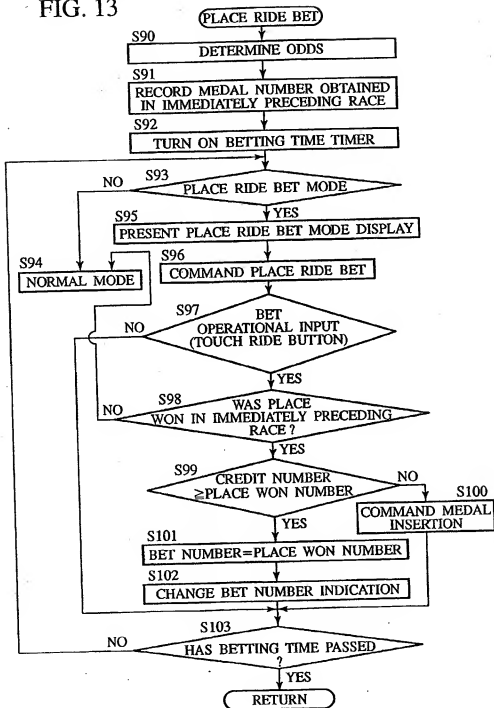 FIG. 13
PLACE RIDE BET
S90
DETERMINE ODDS
S91
RECORD MEDAL NUMBER OBTAINED
IN IMMEDIATELY PRECEDING RACE
S92
TURN ON BETTING TIME TIMER
S93
NO
PLACE RIDE BET MODE
YES
S95
PRESENT PLACE RIDE BET MODE DISPLAY
S94
NORMAL MODE
S96
COMMAND PLACE RIDE BET
S97
NO
BET
OPERATIONAL INPUT
(TOUCH RIDE BUTTON)
YES
S98
NO
WAS PLACE
WON IN IMMEDIATELY PRECEDING
RACE ?
YES
S99
CREDIT NUMBER
≧PLACE WON NUMBER
NO
YES
S100
COMMAND MEDAL
INSERTION
S101
BET NUMBER=PLACE WON NUMBER
S102
CHANGE BET NUMBER INDICATION
S103
NO
HAS BETTING TIME PASSED
?
YES
RETURN